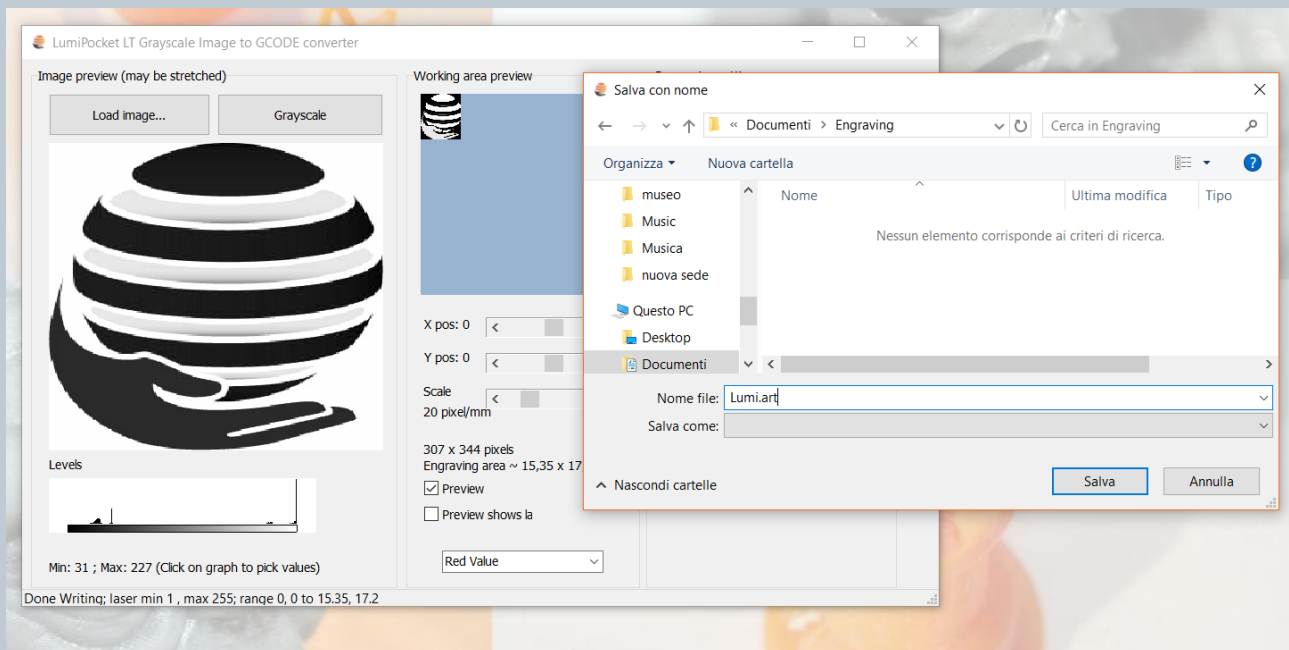 LumiPocket LT Grayscale Image to GCODE converter
Image preview (may be stretched)
Load image...
Grayscale
Levels
Min: 31 ; Max: 227 (Click on graph to pick values)
Working area preview
X pos: 0
Y pos: 0
Scale
20 pixel/mm
307 x 344 pixels
Engraving area ~ 15,35 x 17
Preview
Preview shows la
Red Value
Done Writing; laser min 1 , max 255; range 0, 0 to 15.35, 17.2
Salva con nome
« Documenti > Engraving
Cerca in Engraving
Organizza
Nuova cartella
?
museo
Music
Musica
nuova sede
Questo PC
Desktop
Documenti
Nome
Ultima modifica
Tipo
Nessun elemento corrisponde ai criteri di ricerca.
Nome file: Lumi.art
Salva come:
Nascondi cartelle
Salva
Annulla